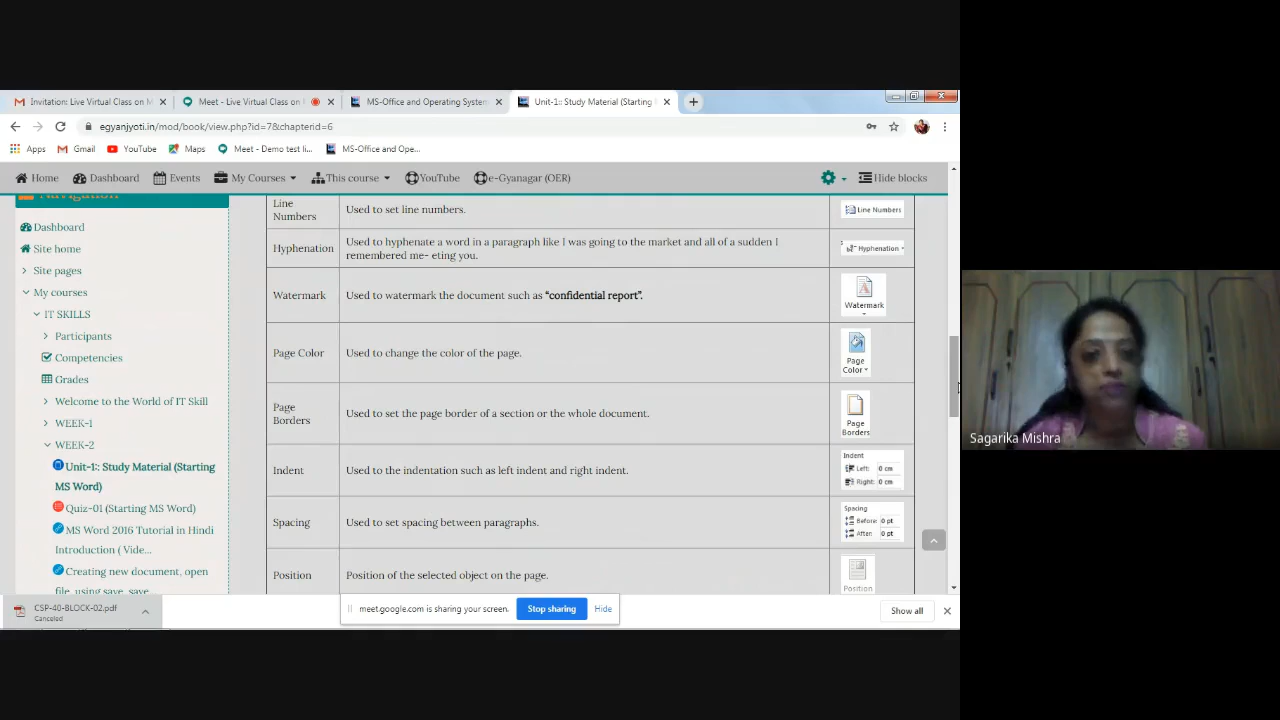 Invitation: Live Virtual Class on M
Meet - Live Virtual Class on
MS-Office and Operating System
Unit-1:: Study Material (Starting
egyanjyoti.in/mod/book/view.php?id=7&chapterid=6
Apps
Gmail
YouTube
Maps
Meet - Demo test li...
MS-Office and Ope...
Home
Dashboard
Events
My Courses
This course
YouTube
e-Gyanagar (OER)
Hide blocks
Navigation
Dashboard
Site home
Site pages
My courses
IT SKILLS
Participants
Competencies
Grades
Welcome to the World of IT Skill
WEEK-1
WEEK-2
Unit-1:: Study Material (Starting
MS Word)
Quiz-01 (Starting MS Word)
MS Word 2016 Tutorial in Hindi
Introduction ( Vide...
Creating new document, open
file, using save, save
Line
Numbers
Used to set line numbers.
Line Numbers
Hyphenation
Used to hyphenate a word in a paragraph like I was going to the market and all of a sudden I
remembered me- eting you.
Hyphenation
Watermark
Used to watermark the document such as “confidential report”.
Watermark
Page Color
Used to change the color of the page.
Page
Color
Page
Borders
Used to set the page border of a section or the whole document.
Page
Borders
Indent
Used to the indentation such as left indent and right indent.
Indent
Left: 0 cm
Right: 0 cm
Spacing
Used to set spacing between paragraphs.
Spacing
Before: 0 pt
After: 0 pt
Position
Position of the selected object on the page.
Position
CSP-40-BLOCK-02.pdf
Canceled
meet.google.com is sharing your screen.
Stop sharing
Hide
Show all
Sagarika Mishra